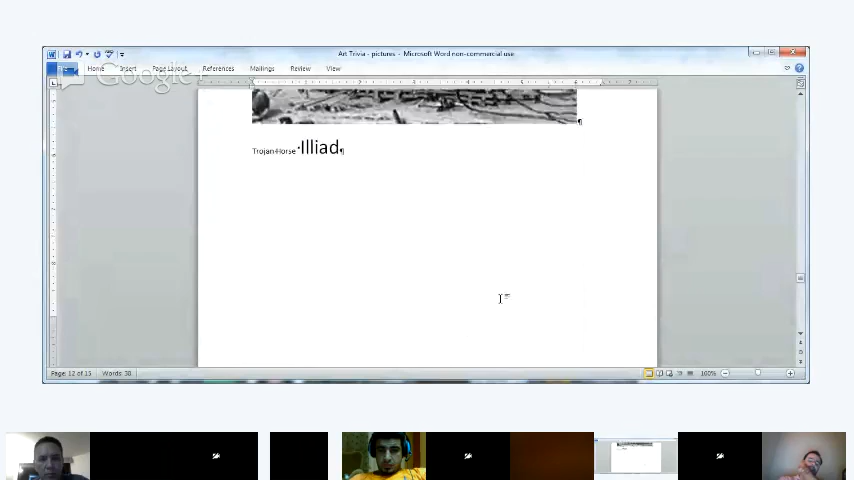 Art Trivia - pictures - Microsoft Word non-commercial use
Home Insert Page Layout References Mailings Review View
Google+
Trojan·Horse·Illiad¶
Page: 12 of 15 Words: 30
100%